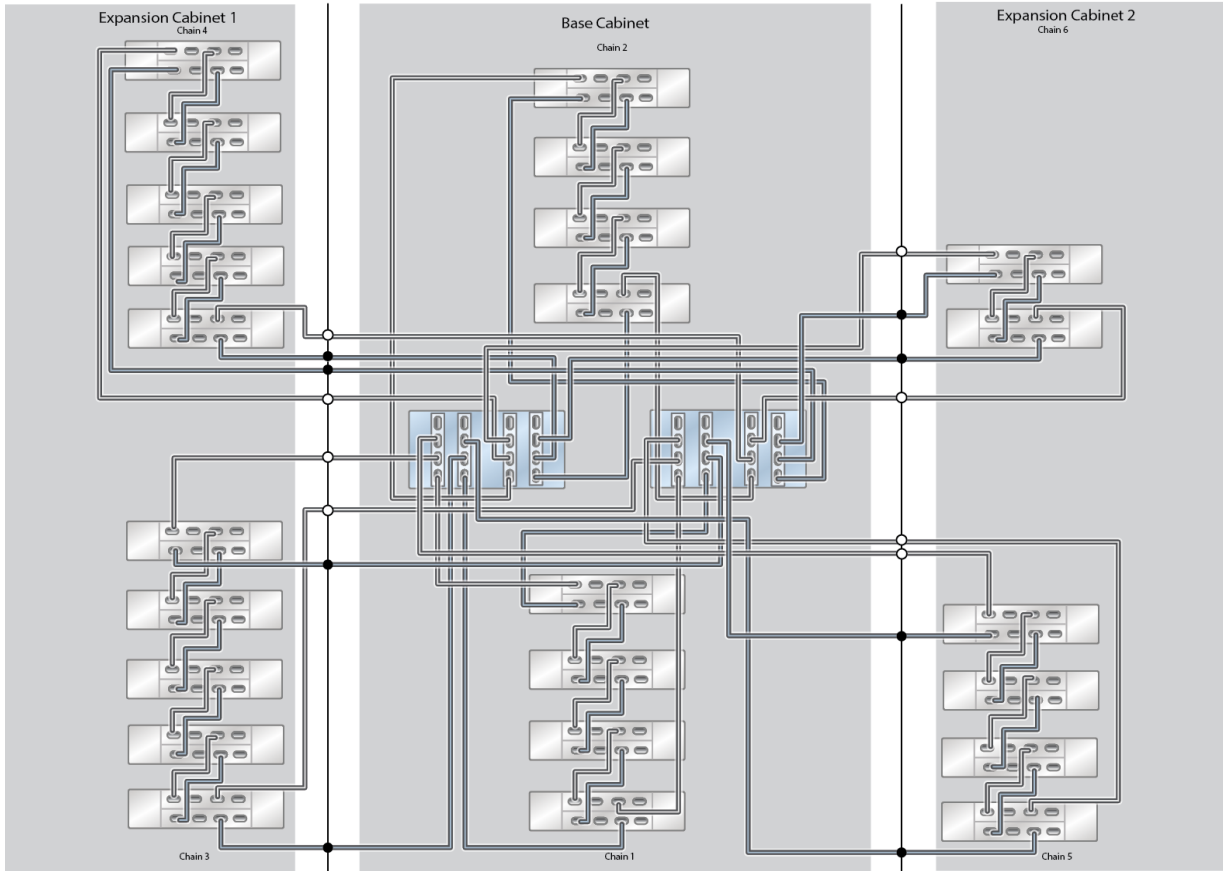 Expansion Cabinet 1
Chain 4
Base Cabinet
Chain 2
Expansion Cabinet 2
Chain 6
Chain 3
Chain 1
Chain 5